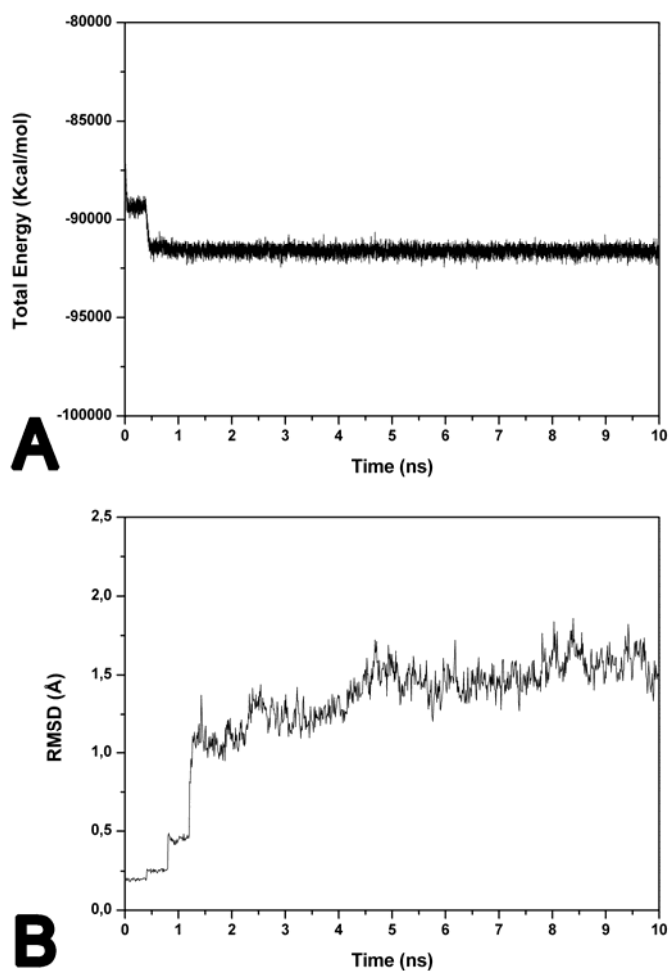 -80000
-85000
-90000
-95000
-100000
Total Energy (Kcal/mol)
0 1 2 3 4 5 6 7 8 9 10
Time (ns)
A
2,5
2,0
1,5
1,0
0,5
0,0
RMSD (Å)
0 1 2 3 4 5 6 7 8 9 10
Time (ns)
B